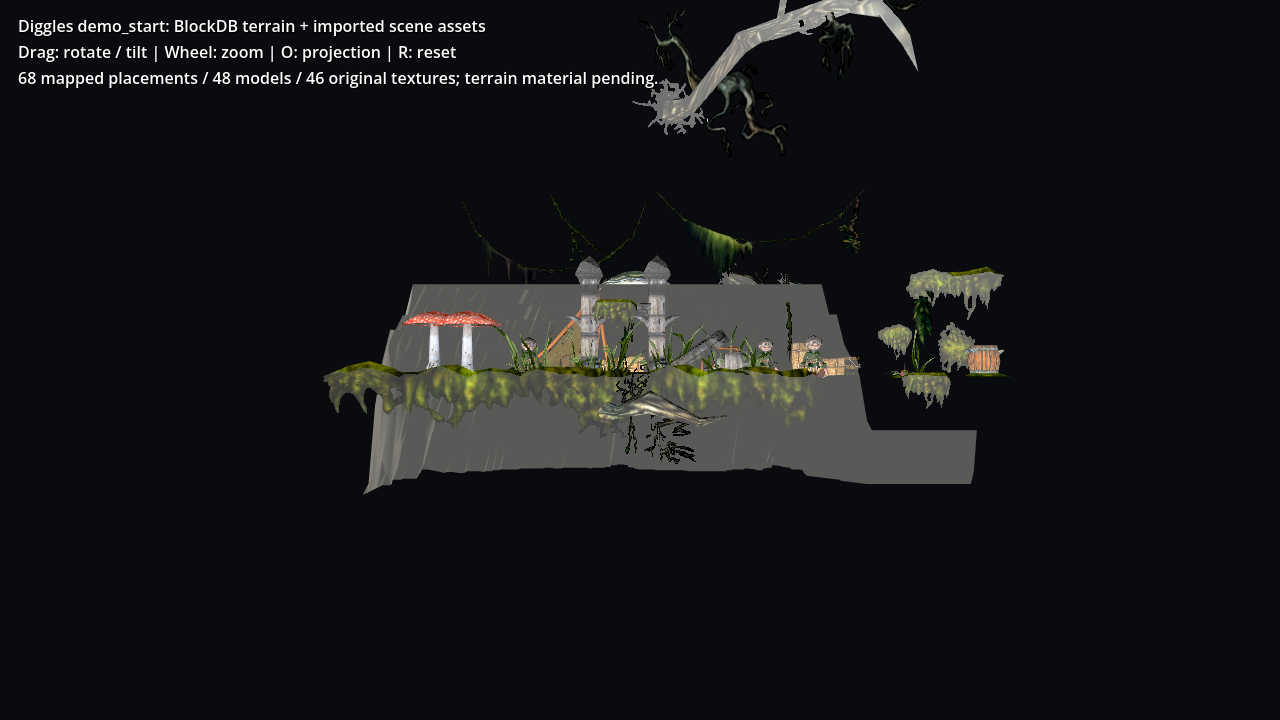 Diggles demo_start: BlockDB terrain + imported scene assets
Drag: rotate / tilt | Wheel: zoom | O: projection | R: reset
68 mapped placements / 48 models / 46 original textures; terrain material pending.